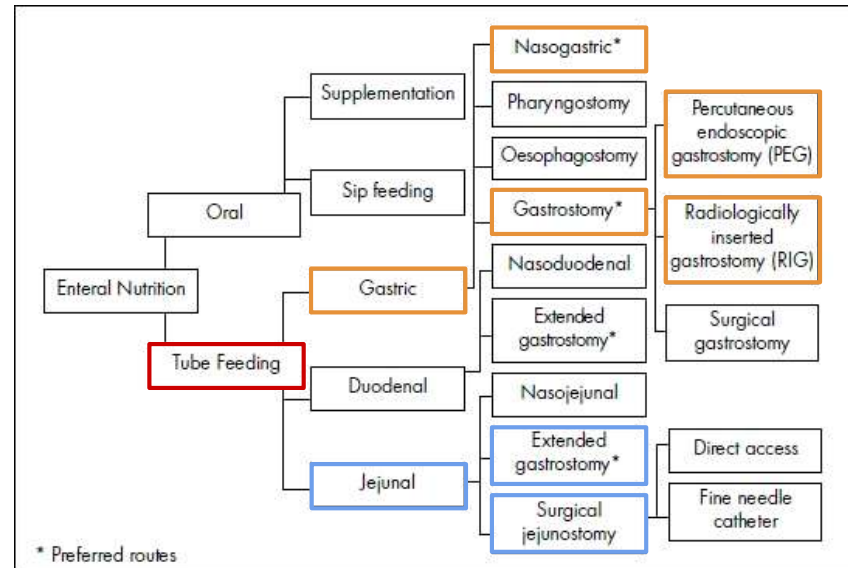 Enteral Nutrition
Oral
Supplementation
Sip feeding
Tube Feeding
Gastric
Nasogastric*
Pharyngostomy
Oesophagostomy
Gastrostomy*
Percutaneous
endoscopic
gastrostomy (PEG)
Radiologically
inserted
gastrostomy (RIG)
Surgical
gastrostomy
Duodenal
Nasoduodenal
Extended
gastrostomy*
Jejunal
Nasojejunal
Extended
gastrostomy*
Surgical
jejunostomy
Direct access
Fine needle
catheter
* Preferred routes